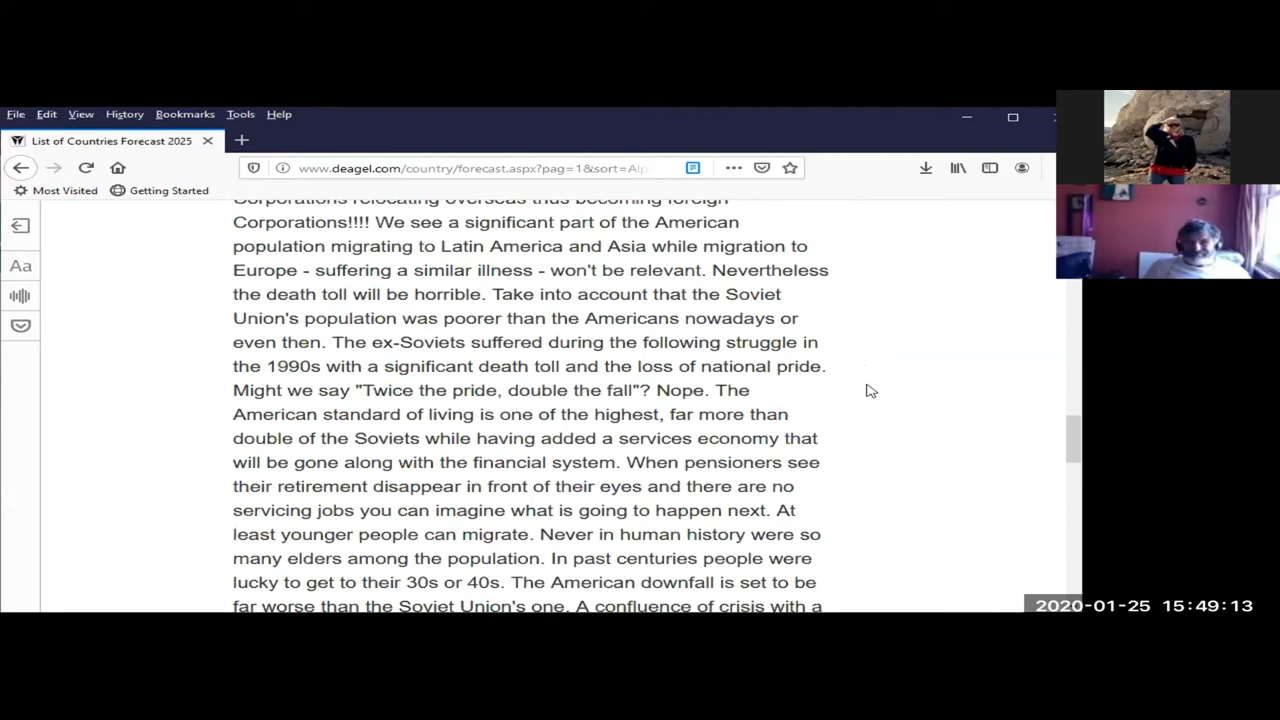 File Edit View History Bookmarks Tools Help
List of Countries Forecast 2025
www.deagel.com/country/forecast.aspx?pag=1&sort=Alp
Most Visited Getting Started
Aa
Corporations relocating overseas thus becoming foreign
Corporations!!!! We see a significant part of the American
population migrating to Latin America and Asia while migration to
Europe - suffering a similar illness - won't be relevant. Nevertheless
the death toll will be horrible. Take into account that the Soviet
Union's population was poorer than the Americans nowadays or
even then. The ex-Soviets suffered during the following struggle in
the 1990s with a significant death toll and the loss of national pride.
Might we say "Twice the pride, double the fall"? Nope. The
American standard of living is one of the highest, far more than
double of the Soviets while having added a services economy that
will be gone along with the financial system. When pensioners see
their retirement disappear in front of their eyes and there are no
servicing jobs you can imagine what is going to happen next. At
least younger people can migrate. Never in human history were so
many elders among the population. In past centuries people were
lucky to get to their 30s or 40s. The American downfall is set to be
far worse than the Soviet Union's one. A confluence of crisis with a
2020-01-25 15:49:13